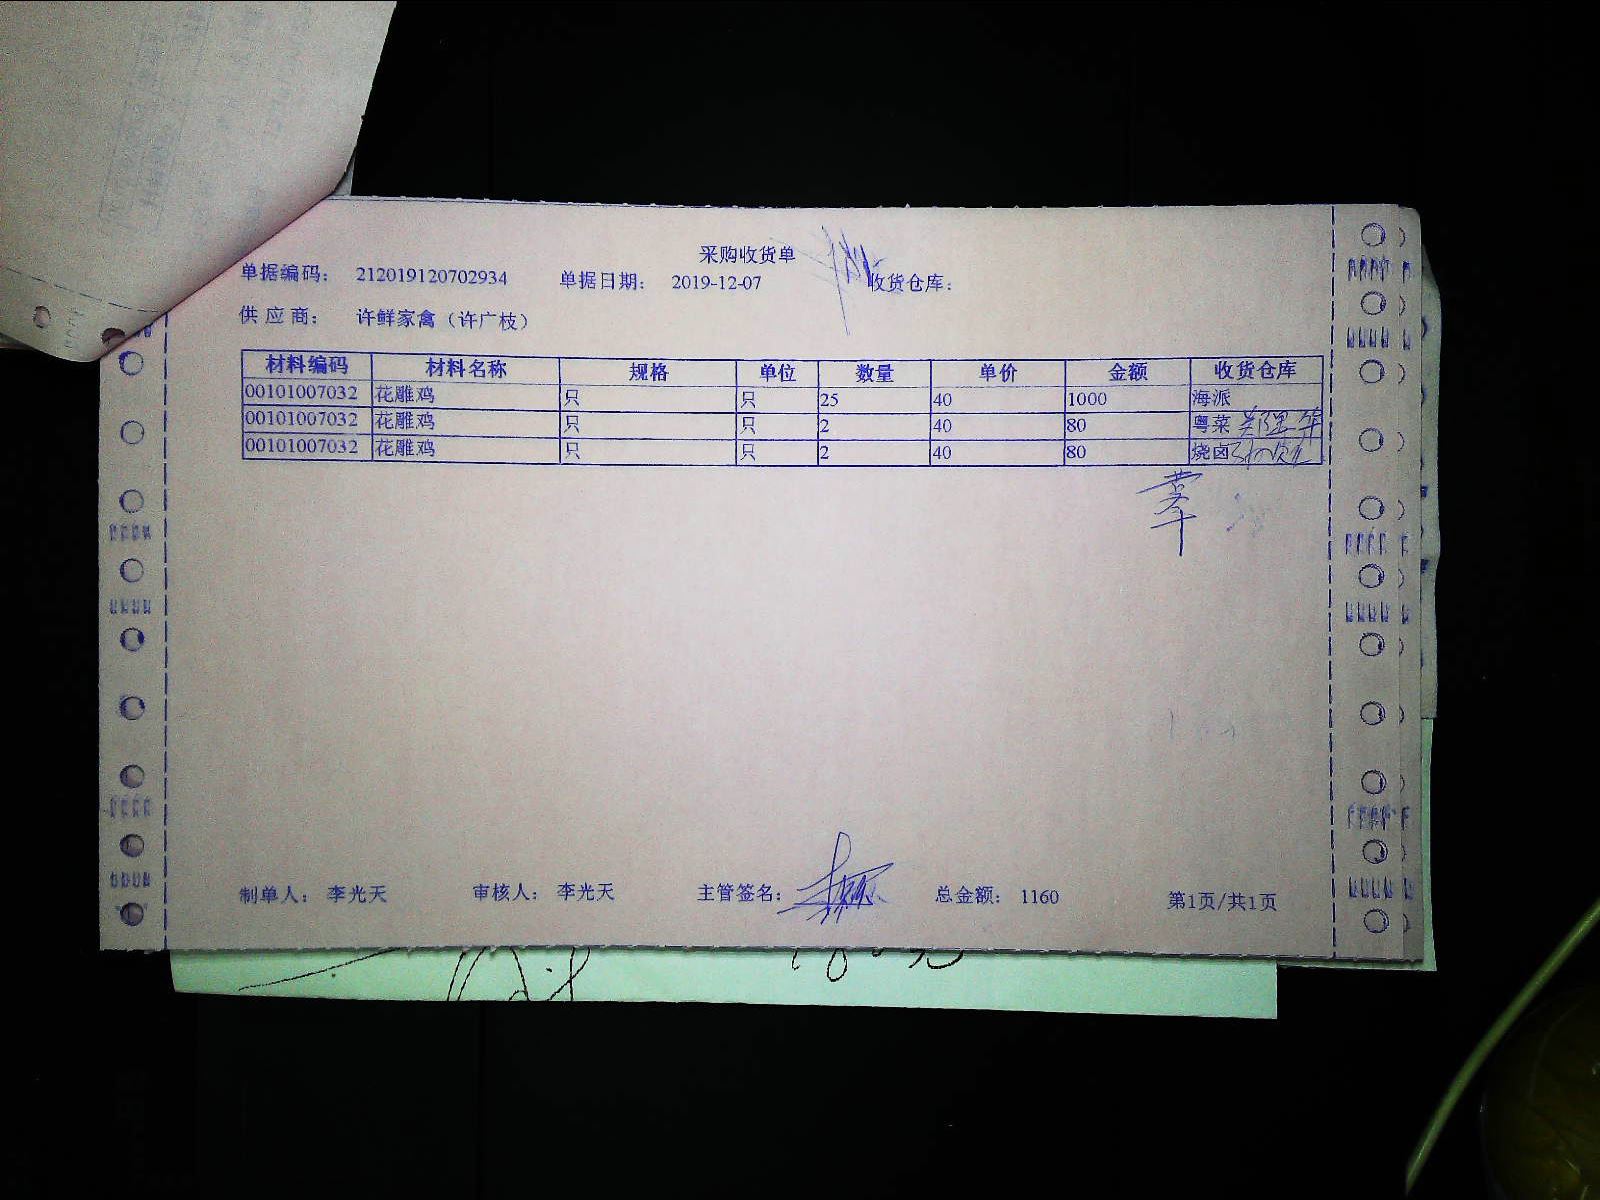 采购收货单
单据编码： 212019120702934 单据日期： 2019-12-07 收货仓库：
供应商： 许鲜家禽（许广枝）
材料编码 材料名称 规格 单位 数量 单价 金额 收货仓库
00101007032 花雕鸡 只 只 25 40 1000 海派
00101007032 花雕鸡 只 只 2 40 80 粤菜
00101007032 花雕鸡 只 只 2 40 80 烧卤
制单人： 李光天 审核人： 李光天 主管签名： 总金额： 1160 第1页/共1页